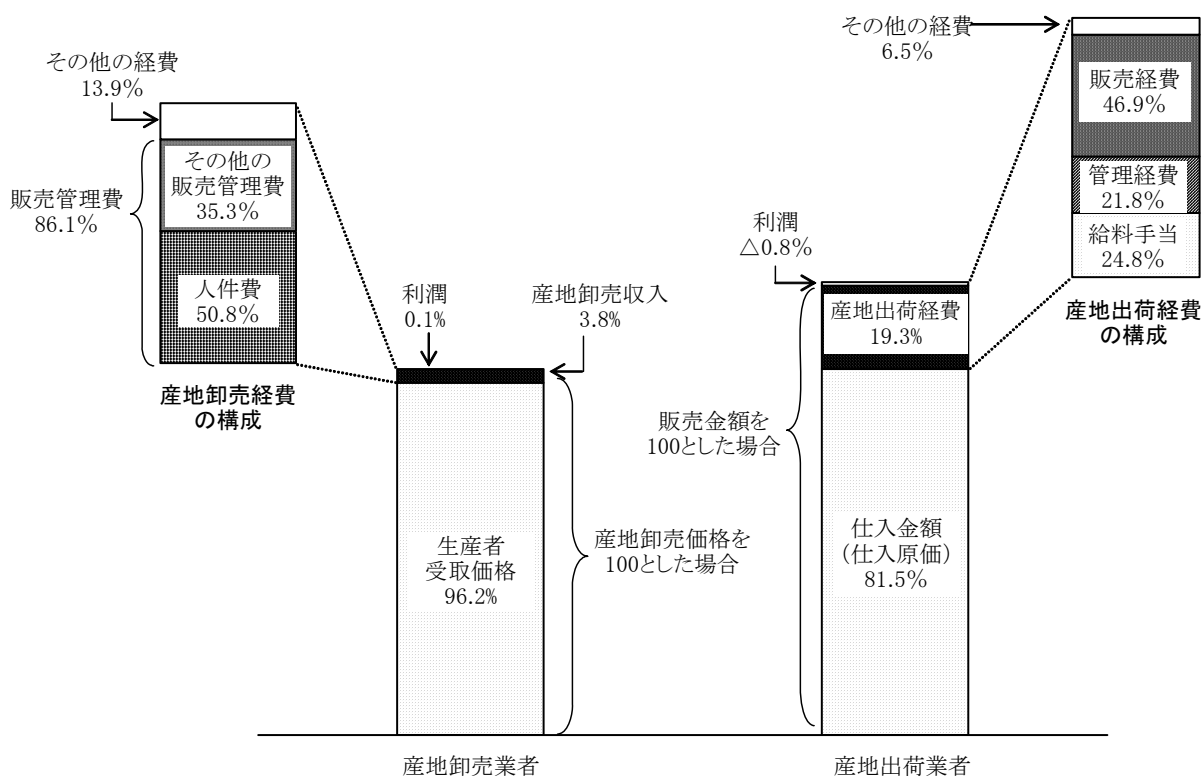 その他の経費
13.9%
その他の
販売管理費
35.3%
販売管理費
86.1%
人件費
50.8%
産地卸売経費
の構成
利潤
0.1%
産地卸売収入
3.8%
生産者
受取価格
96.2%
産地卸売価格を
100とした場合
産地卸売業者
その他の経費
6.5%
販売経費
46.9%
管理経費
21.8%
給料手当
24.8%
産地出荷経費
の構成
利潤
△0.8%
産地出荷経費
19.3%
販売金額を
100とした場合
仕入金額
(仕入原価)
81.5%
産地出荷業者